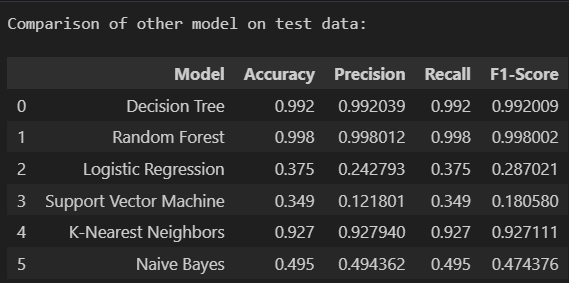 Comparison of other model on test data:
Model Accuracy Precision Recall F1-Score
0 Decision Tree 0.992 0.992039 0.992 0.992009
1 Random Forest 0.998 0.998012 0.998 0.998002
2 Logistic Regression 0.375 0.242793 0.375 0.287021
3 Support Vector Machine 0.349 0.121801 0.349 0.180580
4 K-Nearest Neighbors 0.927 0.927940 0.927 0.927111
5 Naive Bayes 0.495 0.494362 0.495 0.474376